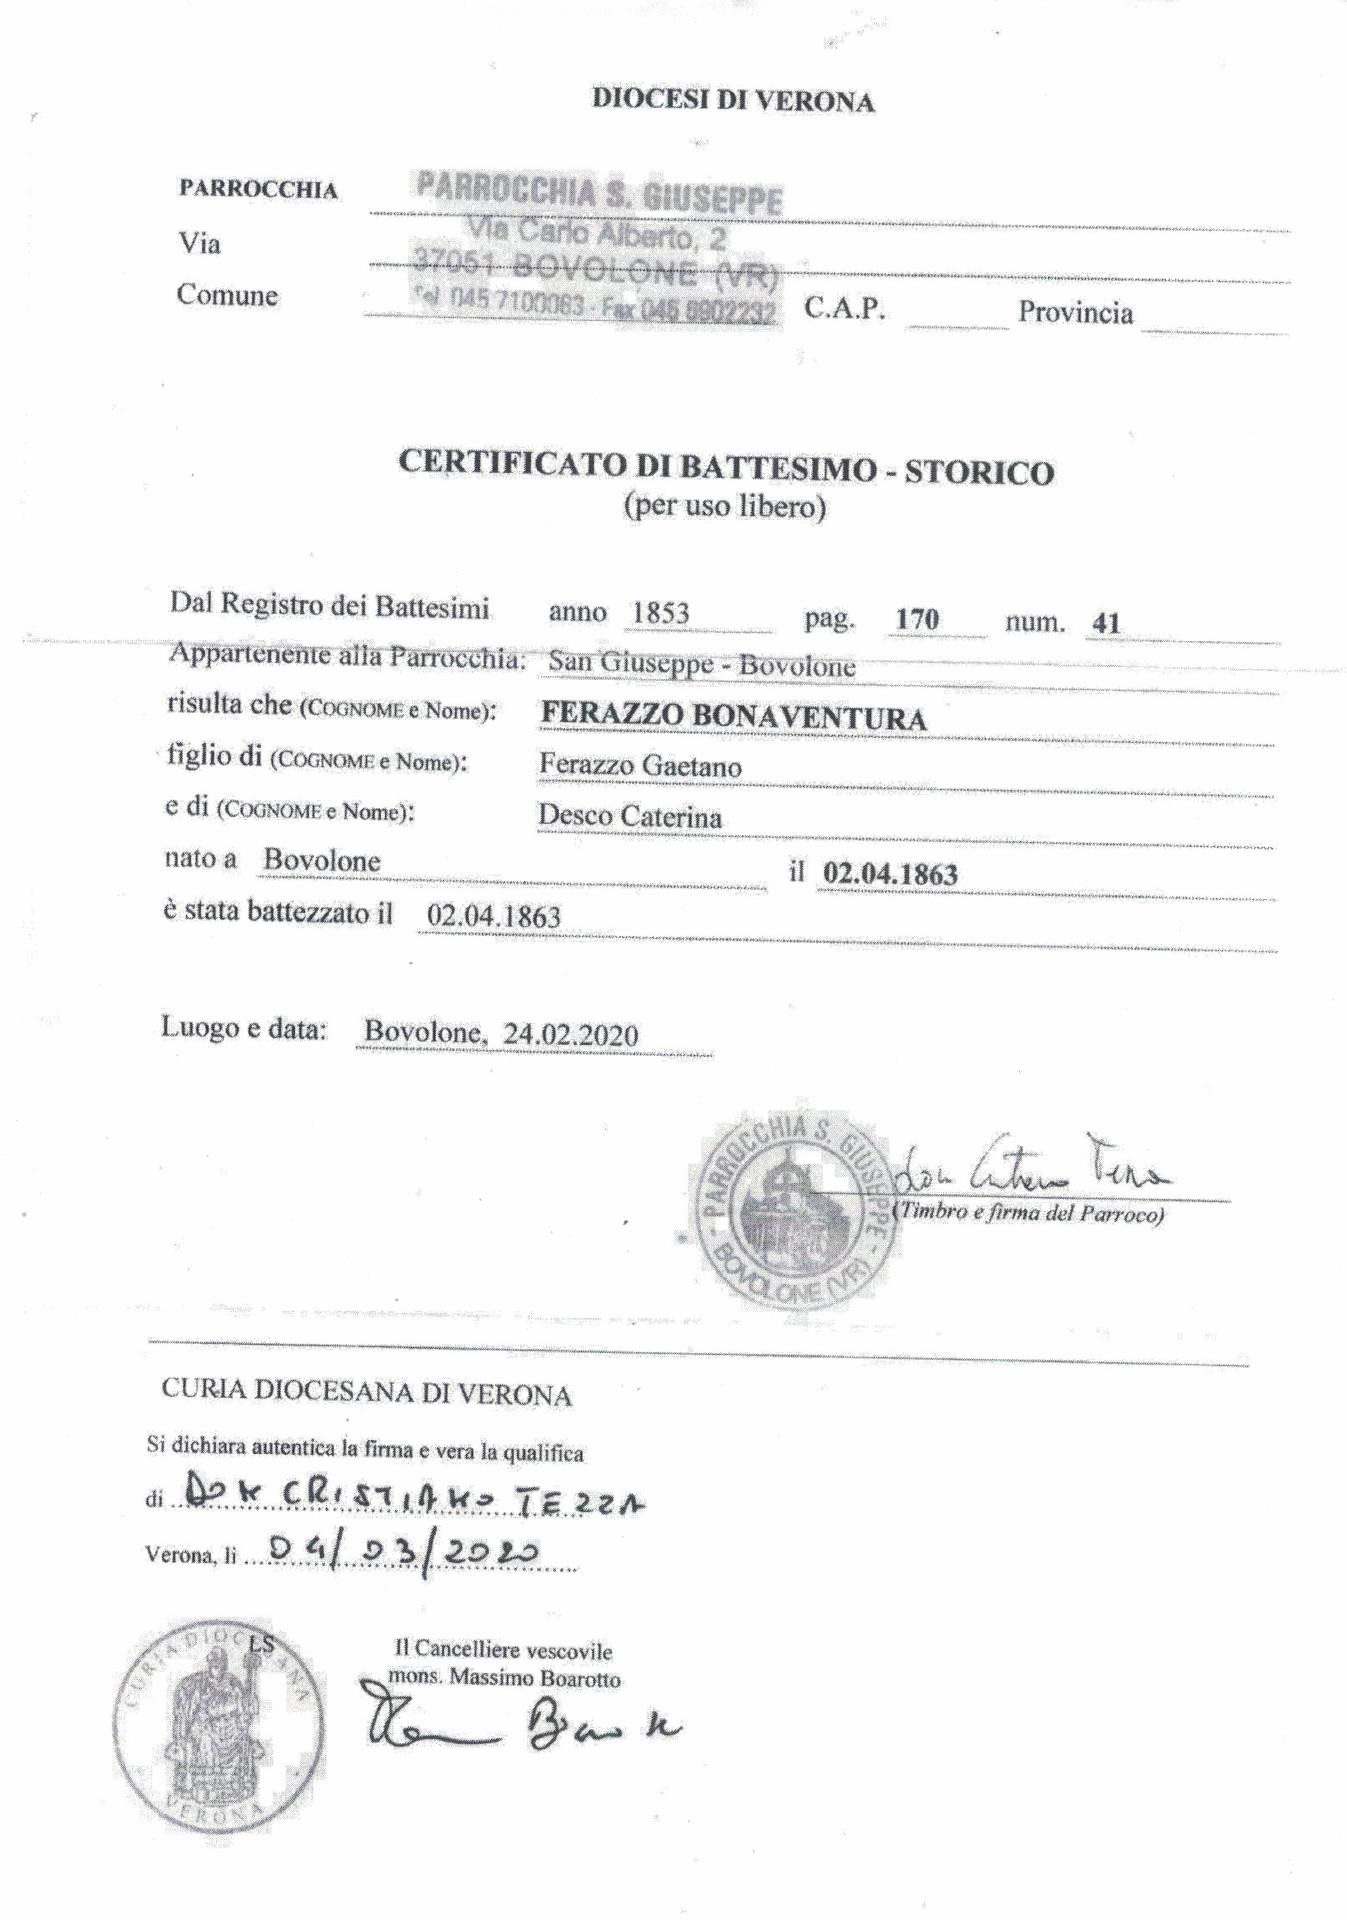 DIOCESI DI VERONA
PARROCCHIA PARROCCHIA S. GIUSEPPE
Via Via Carlo Alberto, 2
37051 BOVOLONE (VR)
Comune Tel 045 7100063 - Fax 045 6902232 C.A.P. Provincia
CERTIFICATO DI BATTESIMO - STORICO
(per uso libero)
Dal Registro dei Battesimi anno 1853 pag. 170 num. 41
Appartenente alla Parrocchia: San Giuseppe - Bovolone
risulta che (COGNOME e Nome): FERAZZO BONAVENTURA
figlio di (COGNOME e Nome): Ferazzo Gaetano
e di (COGNOME e Nome): Desco Caterina
nato a Bovolone il 02.04.1863
è stata battezzato il 02.04.1863
Luogo e data: Bovolone, 24.02.2020
PARROCCHIA S. GIUSEPPE - BOVOLONE (VR) -
don Cristiano Tezza
(Timbro e firma del Parroco)
CURIA DIOCESANA DI VERONA
Si dichiara autentica la firma e vera la qualifica
di DON CRISTIANO TEZZA
Verona, li 04/03/2020
CURIA DIOCESANA VERONA
LS
Il Cancelliere vescovile
mons. Massimo Boarotto